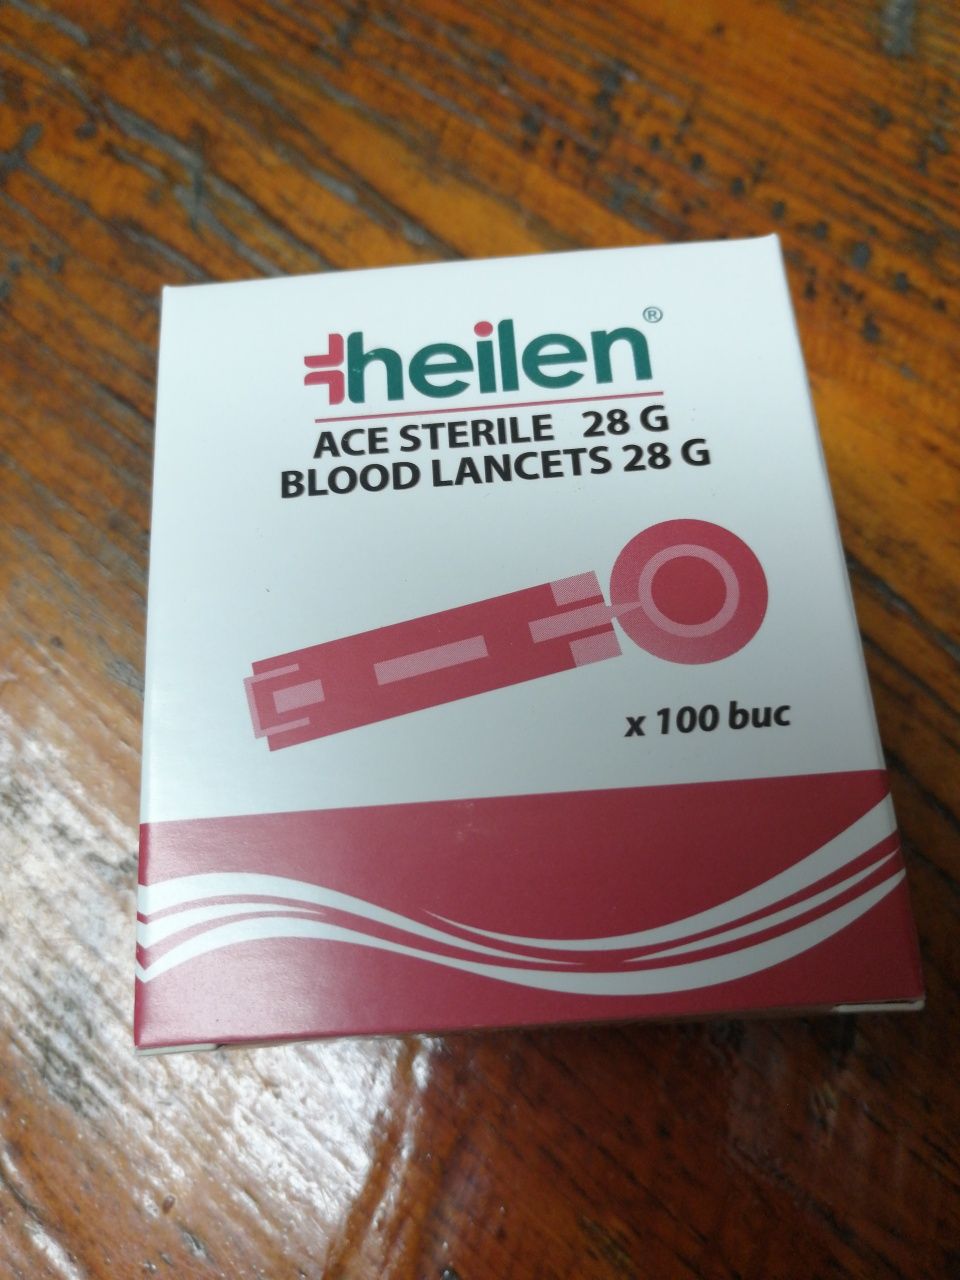 heilen®
ACE STERILE 28 G
BLOOD LANCETS 28 G
x 100 buc